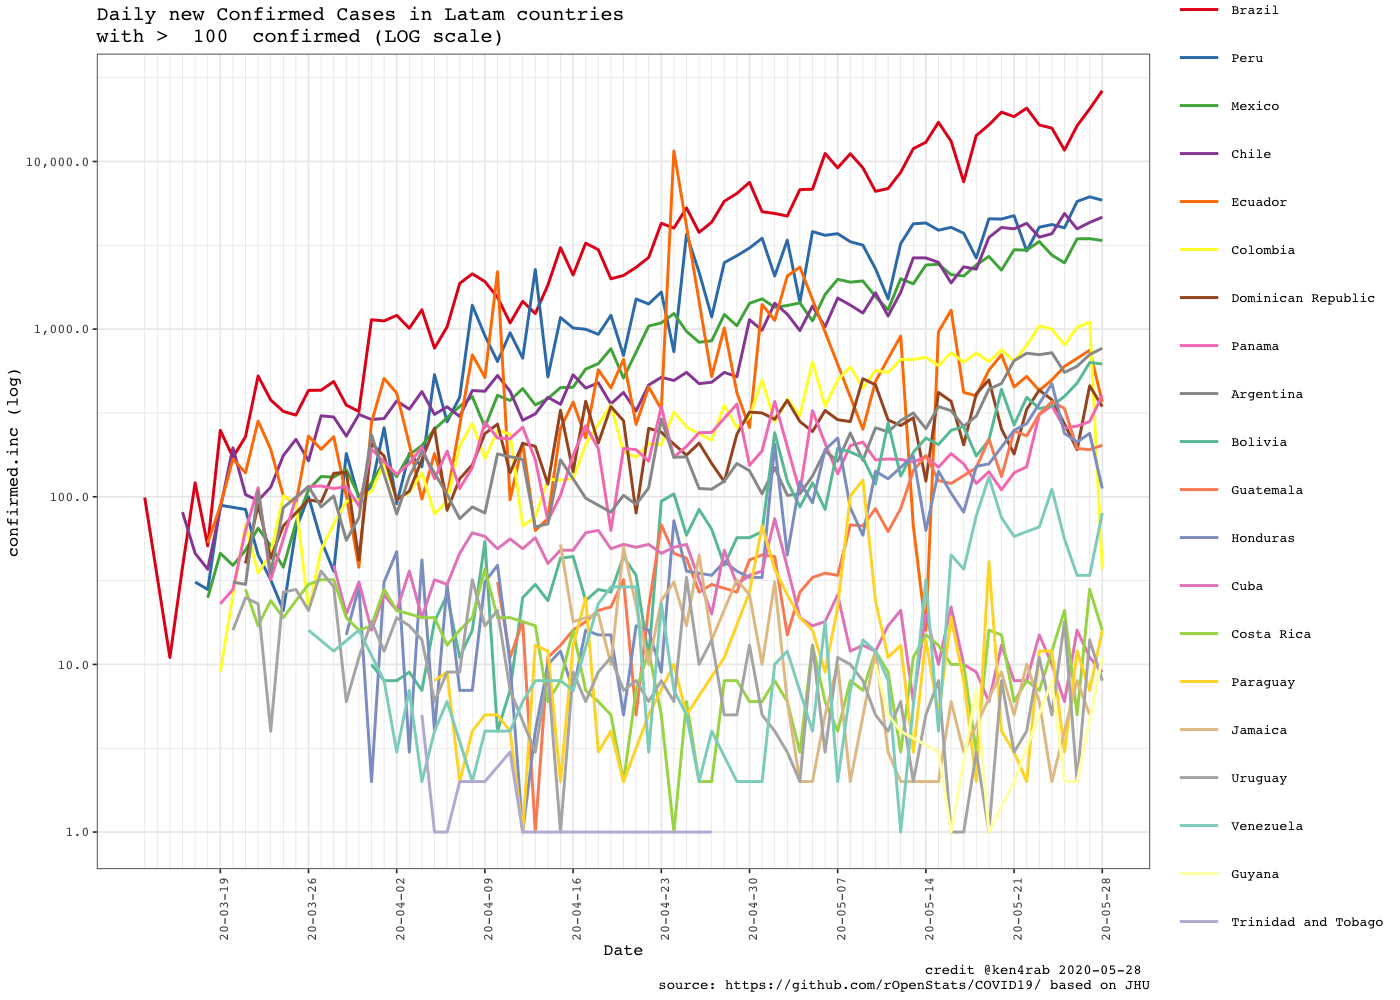 Daily new Confirmed Cases in Latam countries
with >  100  confirmed (LOG scale)
confirmed.inc (log)
10,000.0
1,000.0
100.0
10.0
1.0
20-03-19
20-03-26
20-04-02
20-04-09
20-04-16
20-04-23
20-04-30
20-05-07
20-05-14
20-05-21
20-05-28
Date
Brazil
Peru
Mexico
Chile
Ecuador
Colombia
Dominican Republic
Panama
Argentina
Bolivia
Guatemala
Honduras
Cuba
Costa Rica
Paraguay
Jamaica
Uruguay
Venezuela
Guyana
Trinidad and Tobago
credit @ken4rab 2020-05-28
source: https://github.com/rOpenStats/COVID19/ based on JHU